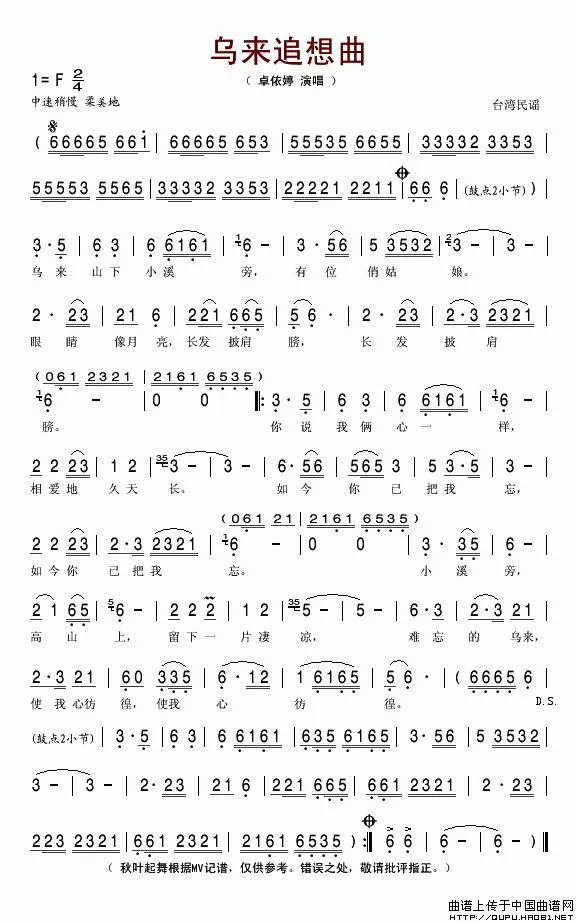 乌来追想曲
1=F 2/4
（ 卓依婷 演唱 ）
中速稍慢 柔美地
台湾民谣
( 66665 661 | 66665 653 | 55535 6655 | 33332 3353 |
55553 5565 | 33332 3353 | 22221 2211 | 66 6 | (鼓点2小节) ) |
3· 5 | 6 3 | 6 6161 | 6 - | 3· 56 | 5 3532 | 3 - | 3 - |
乌 来 山 下 小 溪 旁， 有 位 俏 姑 娘。
2· 23 | 21 6 | 221 665 | 5 - | 2· 23 | 2·3 2321 |
眼 睛 像月 亮，长发 披肩 膀， 长 发 披 肩
(061 2321 | 2161 6535)
6 - | 0 0 ‖: 3· 5 | 6 3 | 6 6161 | 6 - |
膀。 你 说 我 俩 心 一 样，
2 2 23 | 1 2 | 3 - | 3 - | 6· 56 | 565 35 | 5 3·5 | 3 - |
相爱地 久天 长。 如今 你 已 把我 忘，
(061 21 | 2161 6535)
2 2 23 | 2·3 2321 | 6 - | 0 0 | 3· 35 | 6 - |
如今你 已 把我 忘。 小溪 旁，
2 1 65 | 6 - | 2 2 2 | 1 2 | 5 - | 5 - | 6· 3 | 2·3 21 |
高 山 上， 留 下 一 片凄 凉， 难忘 的 乌来，
2·3 21 | 60 335 | 6· 12 | 1 6165 | 5 - | 5 - | (6665 6 |
使 我 心彷 徨，使我 心 彷 徨。 D.S.
(鼓点2小节) | 3· 5 | 6 3 | 6 6161 | 6165 6165 | 3· 56 | 5 3532 |
3 - | 3 - | 2· 23 | 21 6 | 221 665 | 661 2321 | 2· 23 |
223 2321 | 661 2321 | 2161 6535 ) :‖ 6 6 | 6 - | 6 - ‖
（ 秋叶起舞根据MV记谱，仅供参考。错误之处，敬请批评指正。）
曲谱上传于中国曲谱网
http://QUPU.HAO81.NET